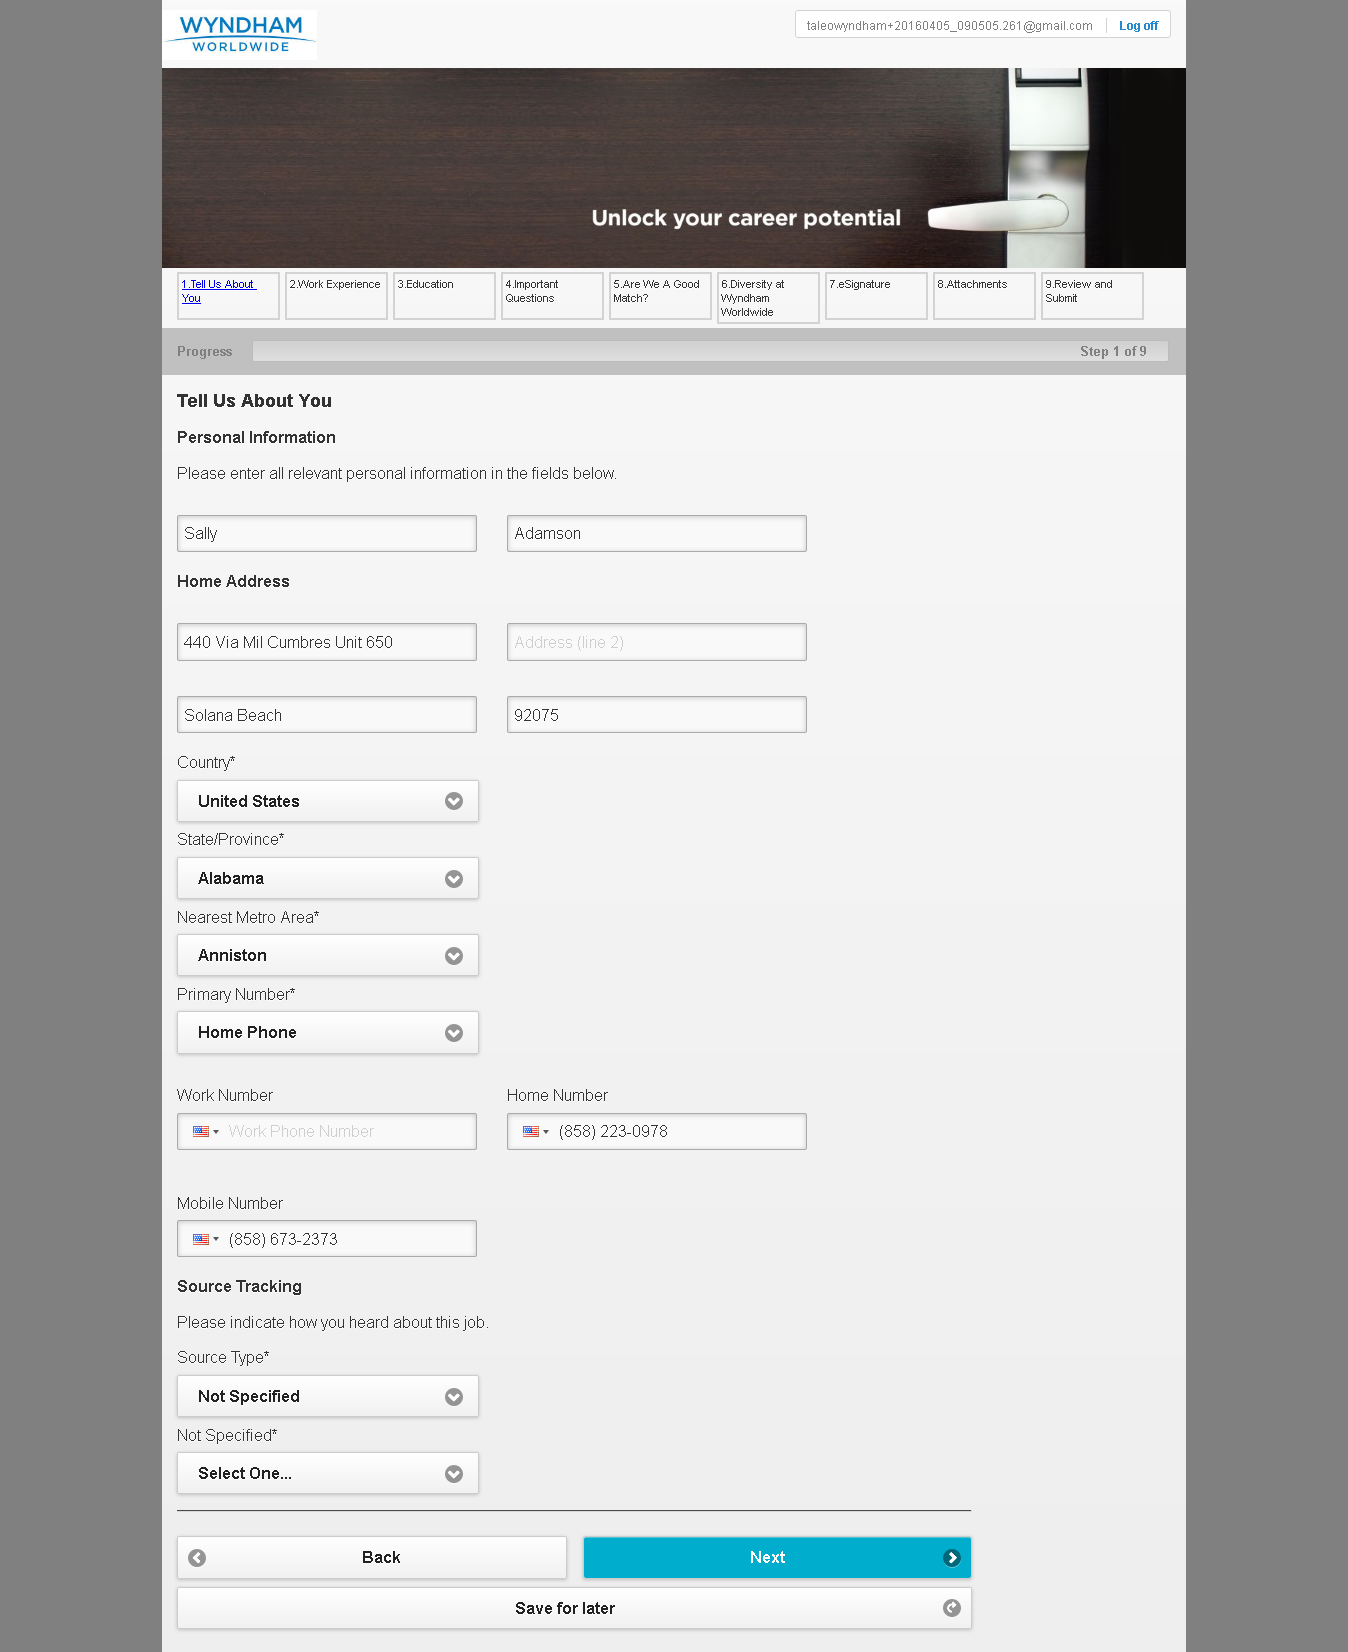 WYNDHAM
WORLDWIDE
taleowyndham+20160405_090505.261@gmail.com Log off
Unlock your career potential
1.Tell Us About You
2.Work Experience
3.Education
4.Important Questions
5.Are We A Good Match?
6.Diversity at Wyndham Worldwide
7.eSignature
8.Attachments
9.Review and Submit
Progress Step 1 of 9
Tell Us About You
Personal Information
Please enter all relevant personal information in the fields below.
Sally Adamson
Home Address
440 Via Mil Cumbres Unit 650 Address (line 2)
Solana Beach 92075
Country*
United States
State/Province*
Alabama
Nearest Metro Area*
Anniston
Primary Number*
Home Phone
Work Number Home Number
Work Phone Number (858) 223-0978
Mobile Number
(858) 673-2373
Source Tracking
Please indicate how you heard about this job.
Source Type*
Not Specified
Not Specified*
Select One...
Back Next
Save for later